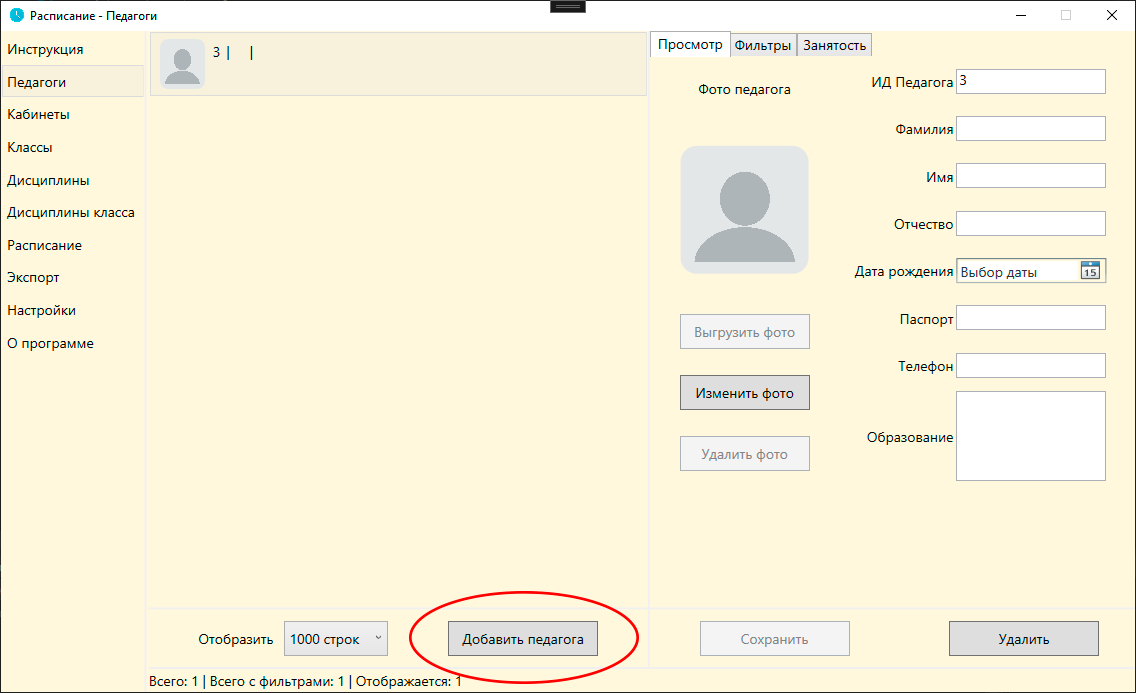 Расписание - Педагоги
Инструкция
Педагоги
Кабинеты
Классы
Дисциплины
Дисциплины класса
Расписание
Экспорт
Настройки
О программе
3 | |
Просмотр Фильтры Занятость
Фото педагога
Выгрузить фото
Изменить фото
Удалить фото
ИД Педагога 3
Фамилия
Имя
Отчество
Дата рождения Выбор даты 15
Паспорт
Телефон
Образование
Отобразить 1000 строк Добавить педагога Сохранить Удалить
Всего: 1 | Всего с фильтрами: 1 | Отображается: 1